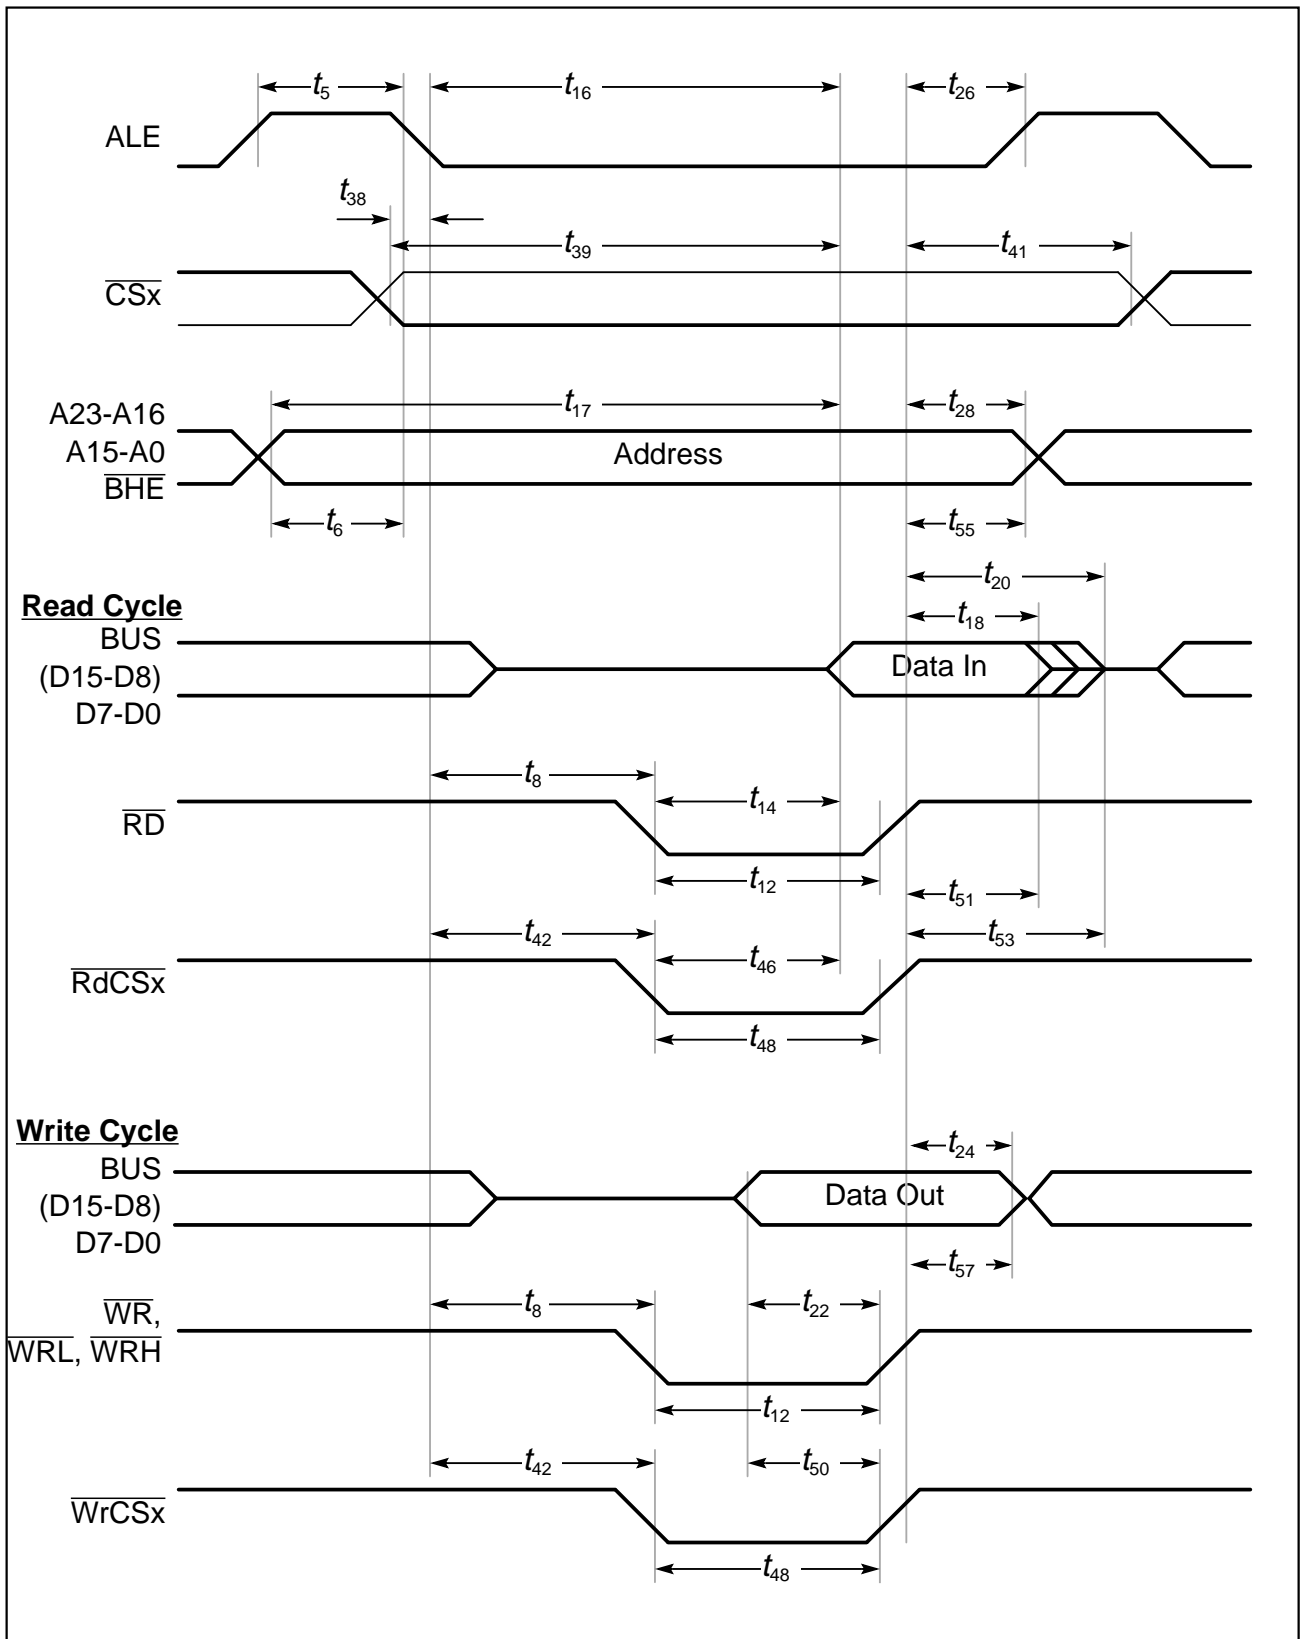 t5 t16 t26
ALE
t38
t39 t41
CSx
t17 t28
A23-A16
A15-A0
BHE
Address
t6 t55
t20
Read Cycle
t18
BUS
(D15-D8)
D7-D0
Data In
t8
t14
RD
t12
t51
t42 t53
t46
RdCSx
t48
Write Cycle
t24
BUS
(D15-D8)
D7-D0
Data Out
t57
t8 t22
WR,
WRL, WRH
t12
t42 t50
WrCSx
t48